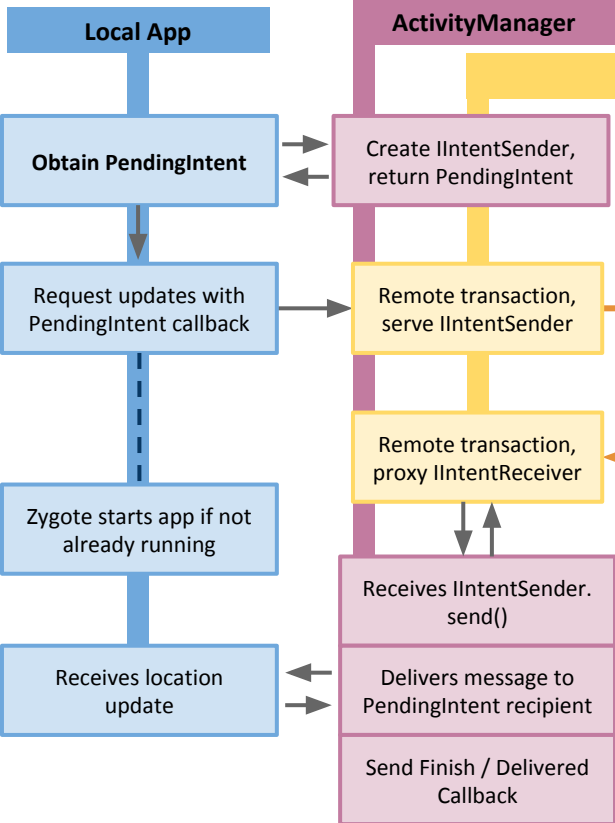 Local App
ActivityManager
Obtain PendingIntent
Create IIntentSender,
return PendingIntent
Request updates with
PendingIntent callback
Remote transaction,
serve IIntentSender
Remote transaction,
proxy IIntentReceiver
Zygote starts app if not
already running
Receives IIntentSender.
send()
Receives location
update
Delivers message to
PendingIntent recipient
Send Finish / Delivered
Callback